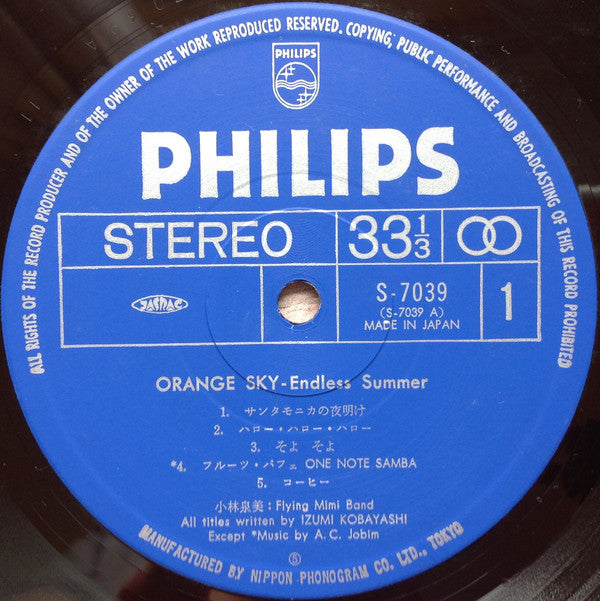 ALL RIGHTS OF THE RECORD PRODUCER AND OF THE OWNER OF THE WORK REPRODUCED RESERVED. COPYING, PUBLIC PERFORMANCE AND BROADCASTING OF THIS RECORD PROHIBITED
PHILIPS
PHILIPS
STEREO 33 1/3
JASRAC S-7039 1
(S-7039 A)
MADE IN JAPAN
ORANGE SKY-Endless Summer
1. サンタモニカの夜明け
2. ハロー・ハロー・ハロー
3. そよ そよ
*4. フルーツ・パフェ ONE NOTE SAMBA
5. コーヒー
小林泉美:Flying Mimi Band
All titles written by IZUMI KOBAYASHI
Except *Music by A. C. Jobim
Ⓢ
MANUFACTURED BY NIPPON PHONOGRAM CO. LTD., TOKYO